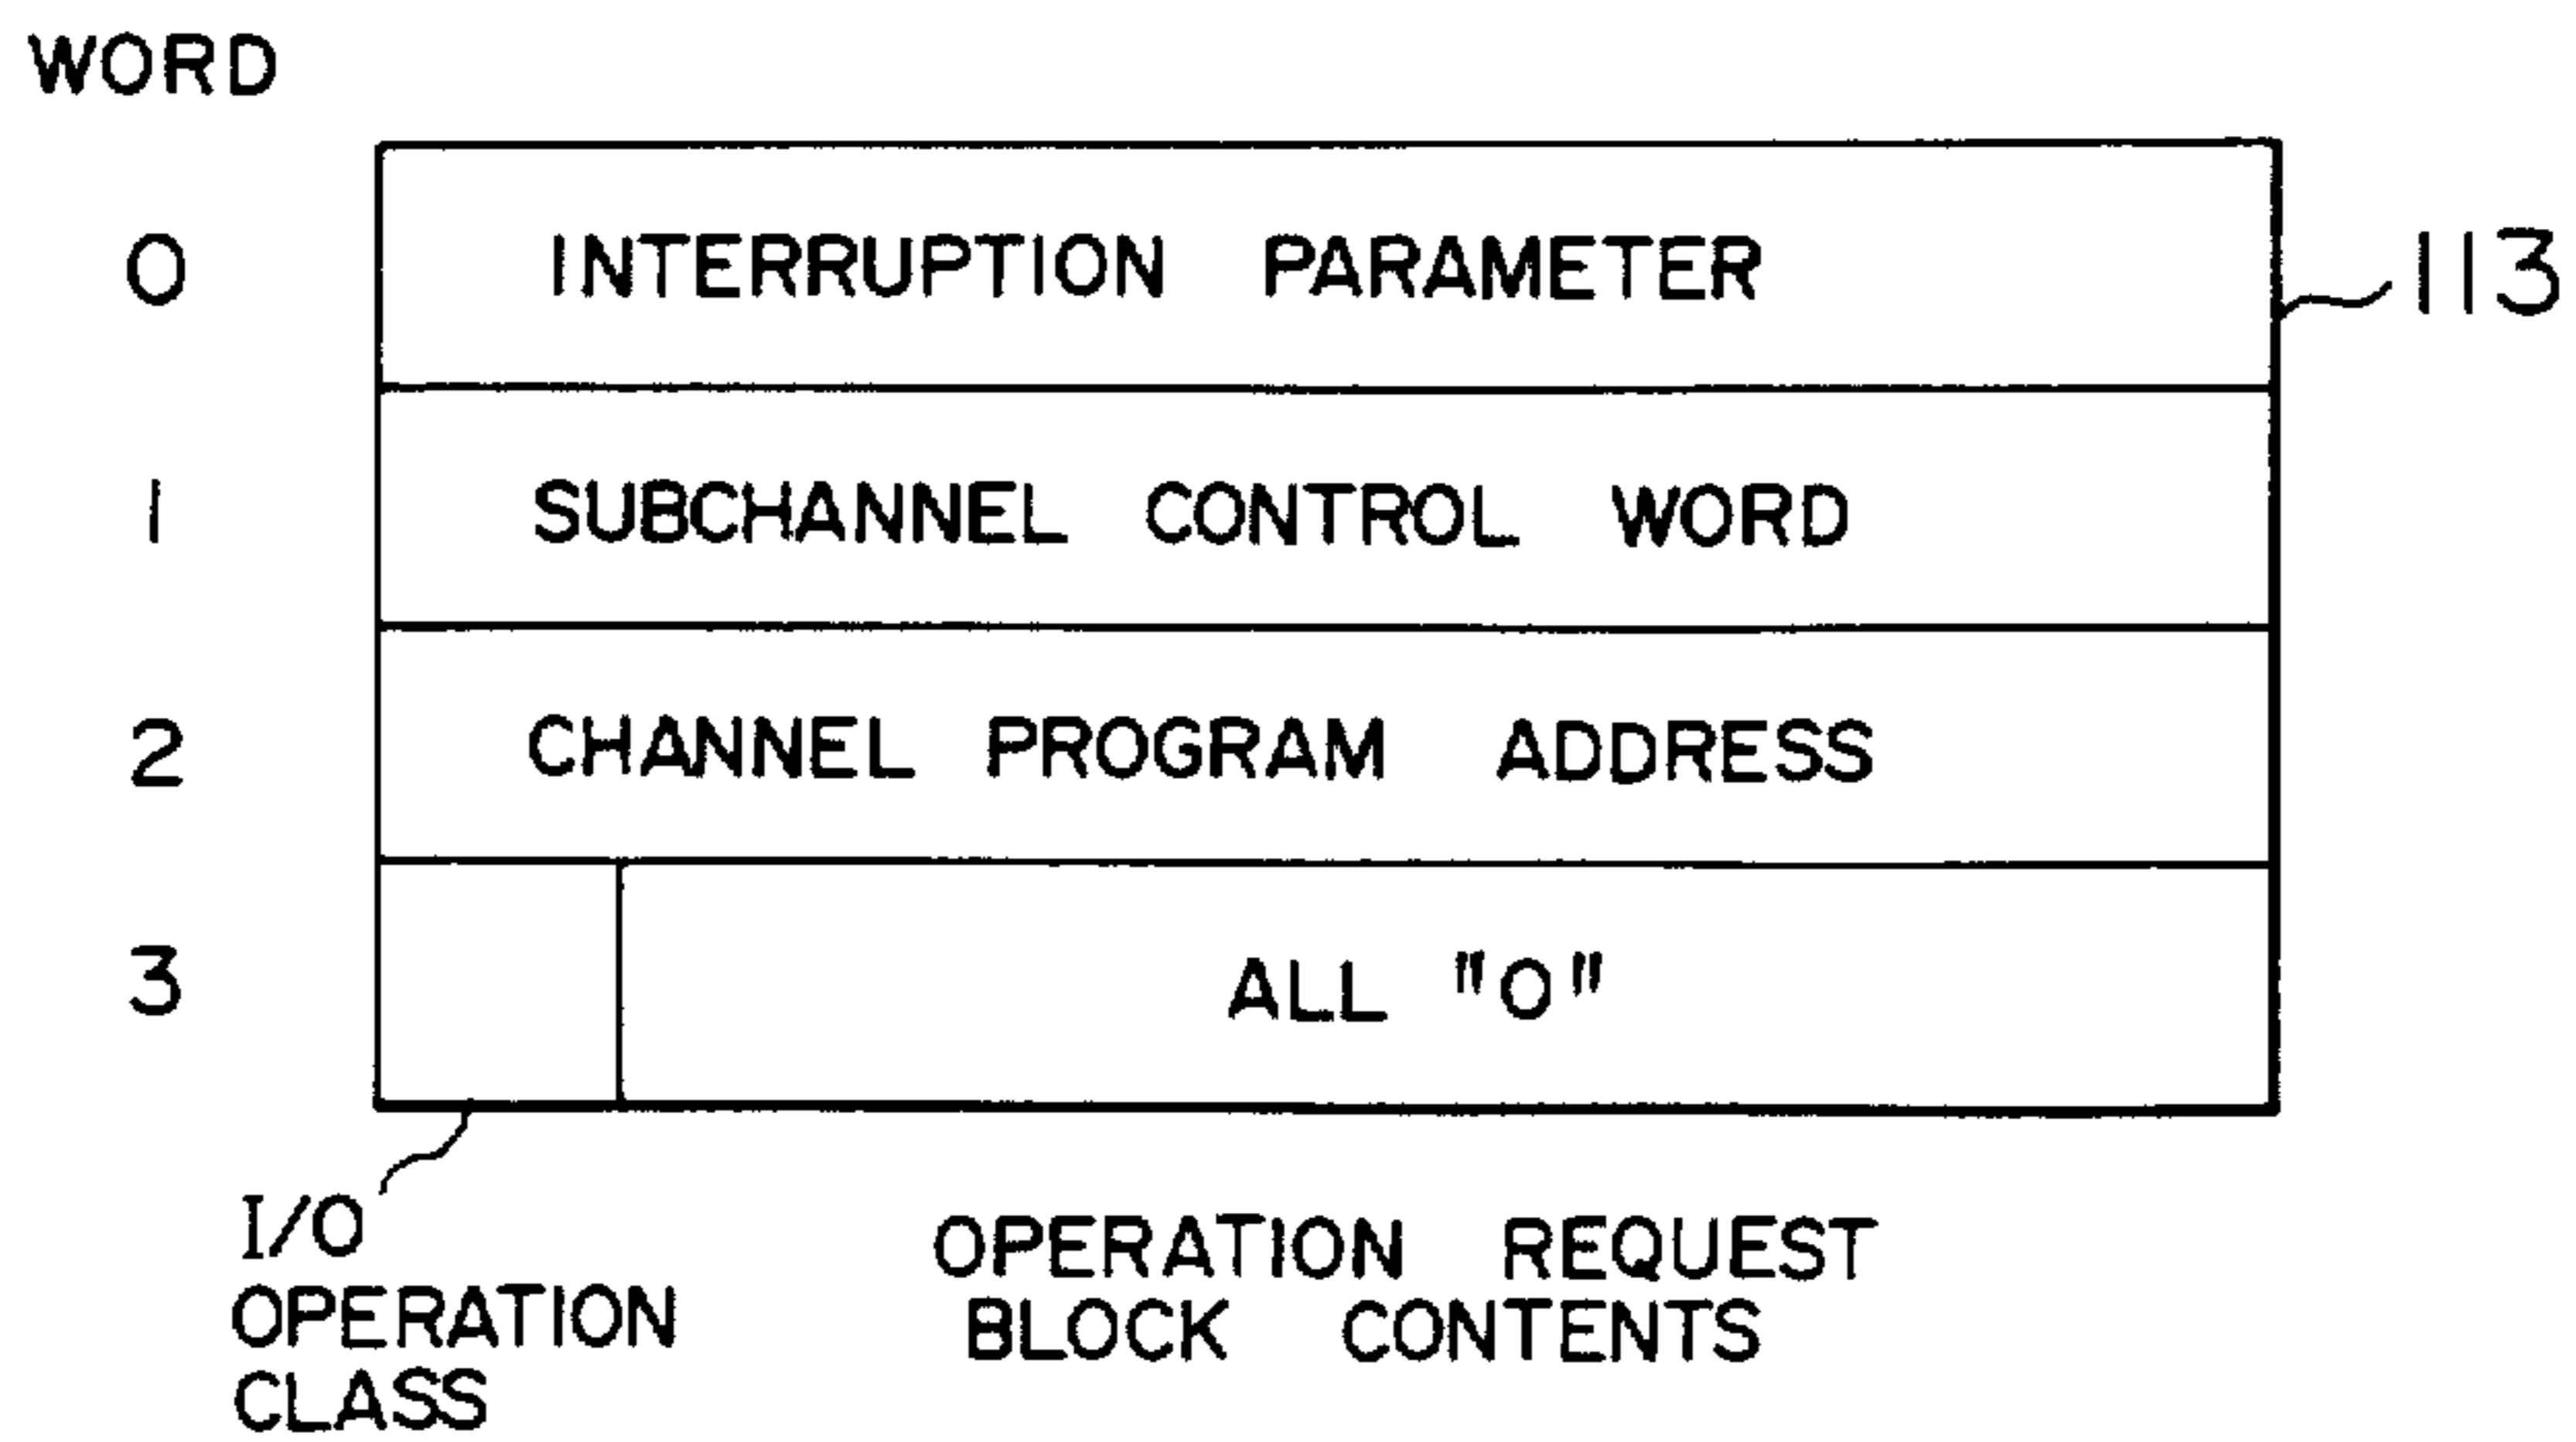 WORD
0 INTERRUPTION PARAMETER 113
1 SUBCHANNEL CONTROL WORD
2 CHANNEL PROGRAM ADDRESS
3 ALL "0"
I/O
OPERATION
CLASS
OPERATION REQUEST
BLOCK CONTENTS